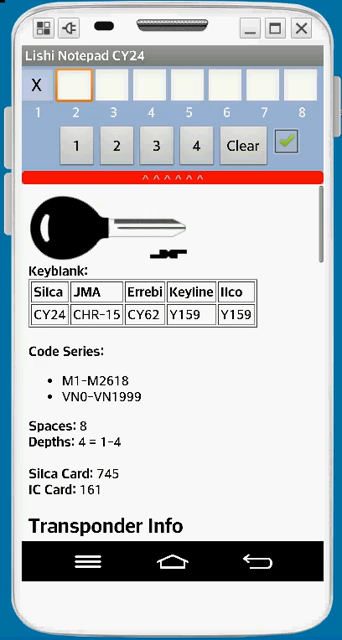 Lishi Notepad CY24
X
1 2 3 4 5 6 7 8
1 2 3 4 Clear
^ ^ ^ ^ ^ ^
Keyblank:
Silca JMA Errebi Keyline Ilco
CY24 CHR-15 CY62 Y159 Y159
Code Series:
• M1-M2618
• VN0-VN1999
Spaces: 8
Depths: 4 = 1-4
Silca Card: 745
IC Card: 161
Transponder Info